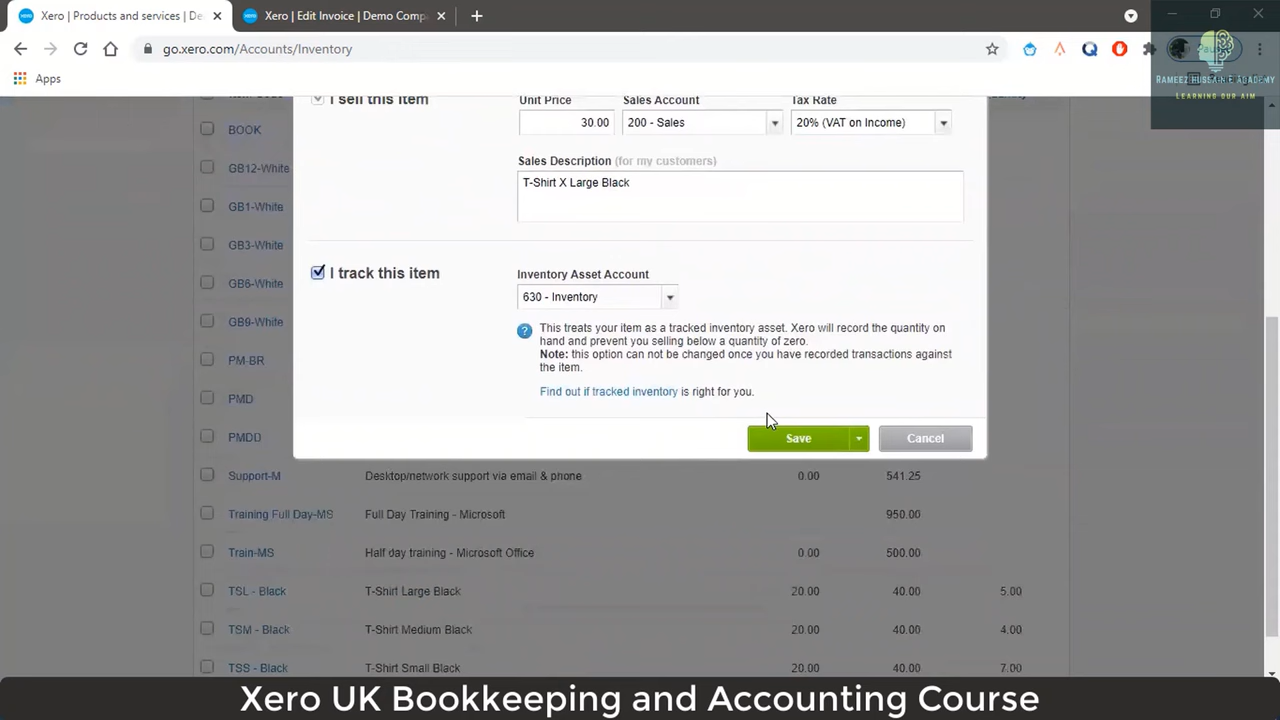 Xero | Products and services | De
Xero | Edit Invoice | Demo Comp
go.xero.com/Accounts/Inventory
Apps
RAMEEZ HUSSAIN E ACADEMY
LEARNING OUR AIM
I sell this item
Unit Price
Sales Account
Tax Rate
30.00
200 - Sales
20% (VAT on Income)
Sales Description (for my customers)
T-Shirt X Large Black
I track this item
Inventory Asset Account
630 - Inventory
This treats your item as a tracked inventory asset. Xero will record the quantity on
hand and prevent you selling below a quantity of zero.
Note: this option can not be changed once you have recorded transactions against
the item.
Find out if tracked inventory is right for you.
Save
Cancel
BOOK
GB12-White
GB1-White
GB3-White
GB6-White
GB9-White
PM-BR
PMD
PMDD
Support-M Desktop/network support via email & phone 0.00 541.25
Training Full Day-MS Full Day Training - Microsoft 950.00
Train-MS Half day training - Microsoft Office 0.00 500.00
TSL - Black T-Shirt Large Black 20.00 40.00 5.00
TSM - Black T-Shirt Medium Black 20.00 40.00 4.00
TSS - Black T-Shirt Small Black 20.00 40.00 7.00
Xero UK Bookkeeping and Accounting Course